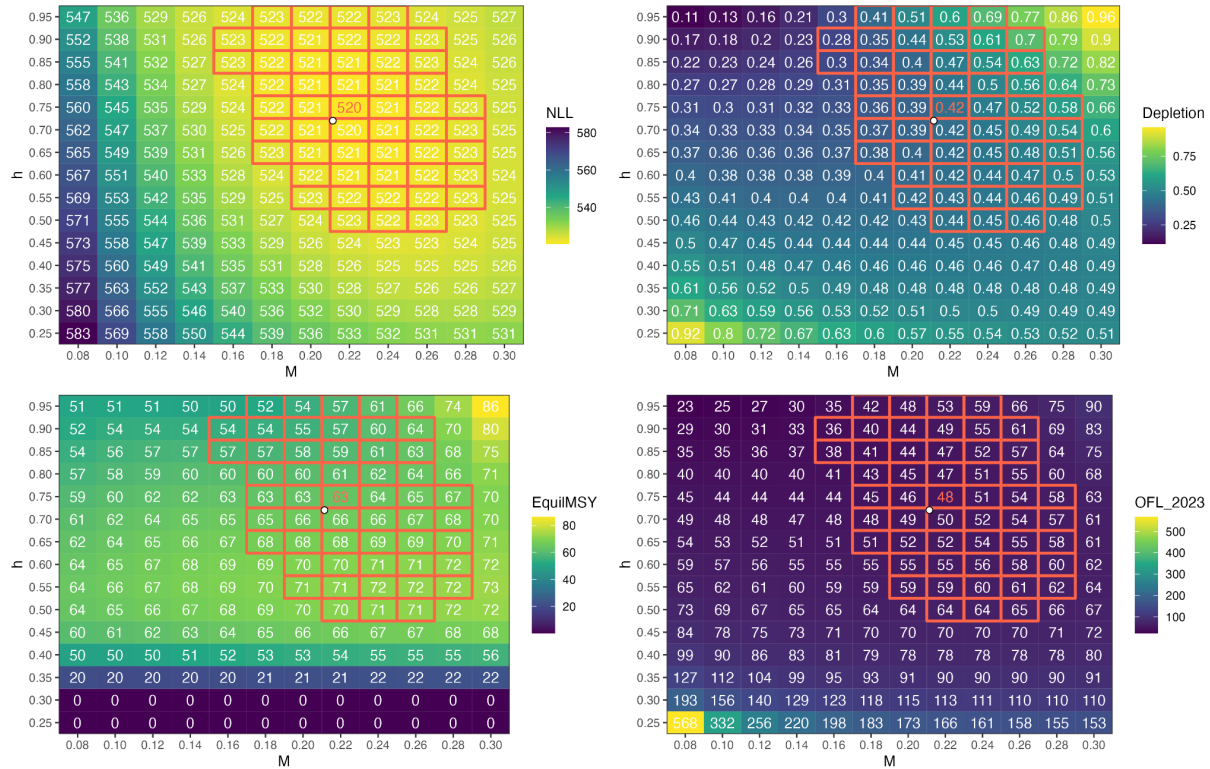 0.95 547 536 529 526 524 523 523 522 522 523 525 527
0.90 552 538 531 526 523 522 521 522 522 523 525 526
0.85 555 541 532 527 523 522 521 521 522 522 524 525
0.80 558 543 534 528 524 522 521 521 521 522 524 525
0.75 560 545 535 529 524 522 521 520 521 522 523 525
0.70 562 547 537 530 525 522 521 520 521 522 523 525
0.65 565 549 539 531 526 523 521 521 521 522 523 525
0.60 567 551 540 533 528 524 522 521 521 522 523 524
0.55 569 553 542 534 529 525 523 522 522 522 523 524
0.50 571 555 544 536 531 527 524 523 522 523 523 524
0.45 573 558 547 539 533 529 526 524 523 523 523 525
0.40 575 560 549 541 535 531 528 526 525 524 525 526
0.35 577 563 552 543 537 533 530 528 527 526 526 526
0.30 580 566 555 546 540 535 532 530 529 528 528 528
0.25 583 569 558 550 544 539 536 533 532 531 531 531
0.08 0.10 0.12 0.14 0.16 0.18 0.20 0.22 0.24 0.26 0.28 0.30
M
h
NLL
580
560
540
0.95 0.11 0.13 0.16 0.21 0.3 0.41 0.51 0.6 0.69 0.77 0.86 0.96
0.90 0.17 0.18 0.2 0.23 0.28 0.35 0.44 0.53 0.61 0.7 0.79 0.9
0.85 0.22 0.23 0.24 0.26 0.3 0.34 0.4 0.47 0.54 0.63 0.72 0.82
0.80 0.27 0.27 0.28 0.29 0.31 0.35 0.39 0.44 0.5 0.56 0.64 0.73
0.75 0.31 0.3 0.31 0.32 0.33 0.36 0.39 0.42 0.47 0.52 0.58 0.66
0.70 0.34 0.33 0.33 0.34 0.35 0.37 0.39 0.42 0.45 0.49 0.54 0.6
0.65 0.37 0.36 0.36 0.36 0.37 0.38 0.4 0.42 0.45 0.48 0.51 0.56
0.60 0.4 0.38 0.38 0.38 0.39 0.4 0.41 0.42 0.44 0.47 0.5 0.53
0.55 0.43 0.41 0.4 0.4 0.41 0.41 0.42 0.43 0.44 0.46 0.49 0.51
0.50 0.46 0.44 0.43 0.42 0.42 0.42 0.43 0.44 0.45 0.46 0.48 0.5
0.45 0.5 0.47 0.45 0.44 0.44 0.44 0.44 0.45 0.45 0.46 0.48 0.49
0.40 0.55 0.51 0.48 0.47 0.46 0.46 0.46 0.46 0.46 0.47 0.48 0.49
0.35 0.61 0.56 0.52 0.5 0.49 0.48 0.48 0.48 0.48 0.48 0.48 0.49
0.30 0.71 0.63 0.59 0.56 0.53 0.52 0.51 0.5 0.5 0.49 0.49 0.49
0.25 0.92 0.8 0.72 0.67 0.63 0.6 0.57 0.55 0.54 0.53 0.52 0.51
0.08 0.10 0.12 0.14 0.16 0.18 0.20 0.22 0.24 0.26 0.28 0.30
M
h
Depletion
0.75
0.50
0.25
0.95 51 51 51 50 50 52 54 57 61 66 74 86
0.90 52 54 54 54 54 54 55 57 60 64 70 80
0.85 54 56 57 57 57 57 58 59 61 63 68 75
0.80 57 58 59 60 60 60 60 61 62 64 66 71
0.75 59 60 62 62 62 63 63 63 64 65 67 70
0.70 61 62 64 64 65 65 66 66 66 67 68 70
0.65 62 64 65 66 67 68 68 68 69 69 70 71
0.60 64 65 67 68 69 70 70 70 71 71 72 72
0.55 64 66 67 68 69 70 71 71 72 72 72 73
0.50 64 65 66 67 68 69 70 70 71 71 72 72
0.45 60 61 62 63 64 65 66 66 67 67 68 68
0.40 50 50 50 51 52 53 53 54 55 55 55 56
0.35 20 20 20 20 20 21 21 21 22 22 22 22
0.30 0 0 0 0 0 0 0 0 0 0 0 0
0.25 0 0 0 0 0 0 0 0 0 0 0 0
0.08 0.10 0.12 0.14 0.16 0.18 0.20 0.22 0.24 0.26 0.28 0.30
M
h
EquilMSY
80
60
40
20
0.95 23 25 27 30 35 42 48 53 59 66 75 90
0.90 29 30 31 33 36 40 44 49 55 61 69 83
0.85 35 35 36 37 38 41 44 47 52 57 64 75
0.80 40 40 40 40 41 43 45 47 51 55 60 68
0.75 45 44 44 44 44 45 46 48 51 54 58 63
0.70 49 48 47 48 47 48 49 50 52 54 57 61
0.65 54 53 52 51 51 51 52 52 54 55 58 61
0.60 59 57 56 55 55 55 55 55 56 58 60 62
0.55 65 62 61 60 59 59 59 59 60 61 62 64
0.50 73 69 67 65 65 64 64 64 64 65 66 67
0.45 84 78 75 73 71 70 70 70 70 70 71 72
0.40 99 90 86 83 81 79 78 78 78 78 78 80
0.35 127 112 104 99 95 93 91 90 90 90 90 91
0.30 193 156 140 129 123 118 115 113 111 110 110 110
0.25 568 332 256 220 198 183 173 166 161 158 155 153
0.08 0.10 0.12 0.14 0.16 0.18 0.20 0.22 0.24 0.26 0.28 0.30
M
h
OFL_2023
500
400
300
200
100